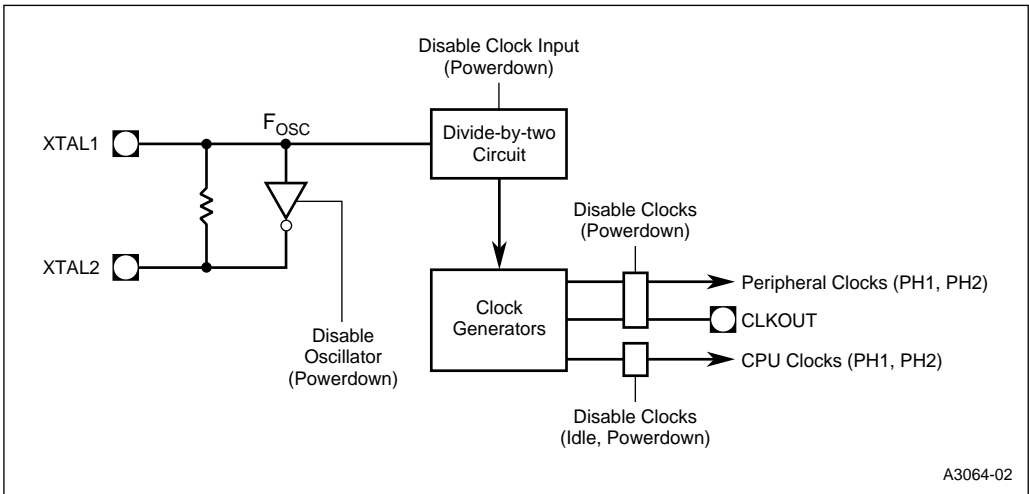 Disable Clock Input
(Powerdown)
XTAL1
FOSC
Divide-by-two
Circuit
Disable Clocks
(Powerdown)
XTAL2
Clock
Generators
Peripheral Clocks (PH1, PH2)
CLKOUT
CPU Clocks (PH1, PH2)
Disable
Oscillator
(Powerdown)
Disable Clocks
(Idle, Powerdown)
A3064-02